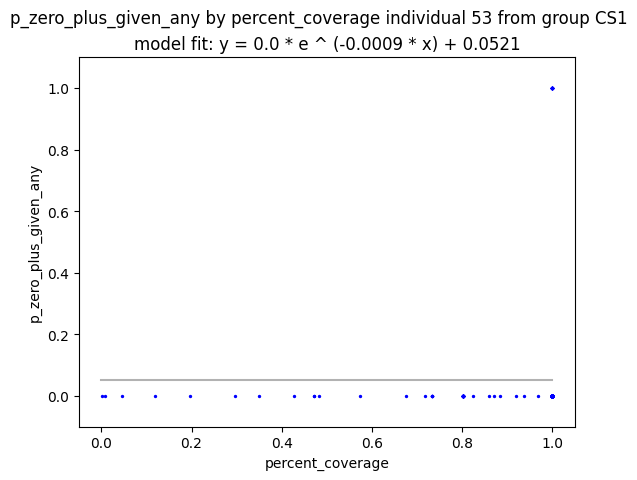 p_zero_plus_given_any by percent_coverage individual 53 from group CS1
model fit: y = 0.0 * e ^ (-0.0009 * x) + 0.0521
1.0
0.8
0.6
0.4
0.2
0.0
p_zero_plus_given_any
0.0 0.2 0.4 0.6 0.8 1.0
percent_coverage